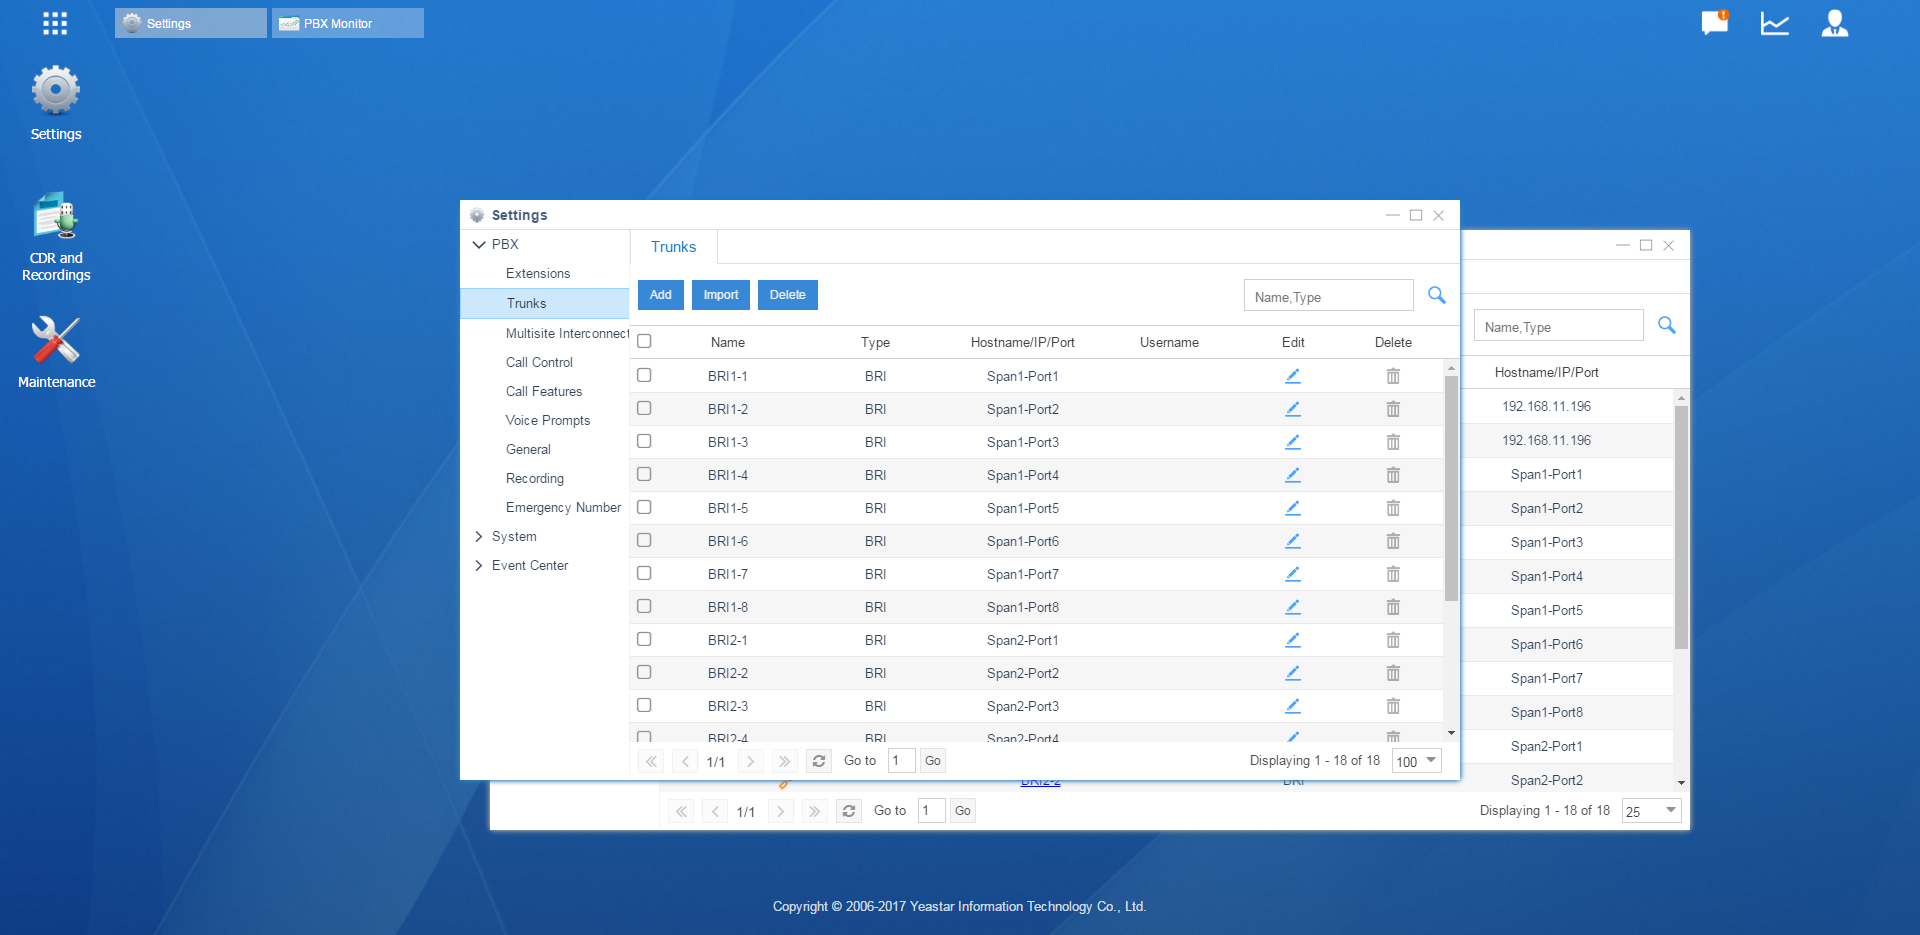 Settings
PBX Monitor
Settings
CDR and
Recordings
Maintenance
Settings
PBX
Extensions
Trunks
Multisite Interconnect
Call Control
Call Features
Voice Prompts
General
Recording
Emergency Number
System
Event Center
Trunks
Add Import Delete
Name,Type
Name Type Hostname/IP/Port Username Edit Delete
BRI1-1 BRI Span1-Port1
BRI1-2 BRI Span1-Port2
BRI1-3 BRI Span1-Port3
BRI1-4 BRI Span1-Port4
BRI1-5 BRI Span1-Port5
BRI1-6 BRI Span1-Port6
BRI1-7 BRI Span1-Port7
BRI1-8 BRI Span1-Port8
BRI2-1 BRI Span2-Port1
BRI2-2 BRI Span2-Port2
BRI2-3 BRI Span2-Port3
BRI2-4 BRI Span2-Port4
1/1 Go to 1 Go Displaying 1 - 18 of 18 100
Name,Type
Hostname/IP/Port
192.168.11.196
192.168.11.196
Span1-Port1
Span1-Port2
Span1-Port3
Span1-Port4
Span1-Port5
Span1-Port6
Span1-Port7
Span1-Port8
Span2-Port1
BRI2-2 BRI Span2-Port2
1/1 Go to 1 Go Displaying 1 - 18 of 18 25
Copyright © 2006-2017 Yeastar Information Technology Co., Ltd.